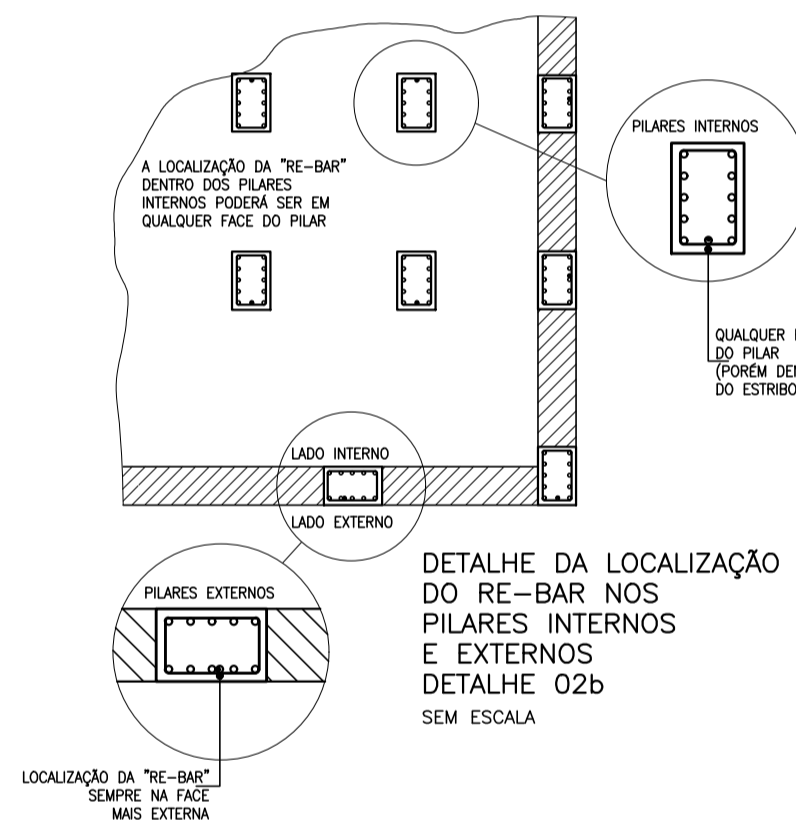 PILARES INTERNOS
A LOCALIZAÇÃO DA "RE-BAR"
DENTRO DOS PILARES
INTERNOS PODERÁ SER EM
QUALQUER FACE DO PILAR
QUALQUER
DO PILAR
(PORÉM
DO ESTRIBO
LADO INTERNO
LADO EXTERNO
PILARES EXTERNOS
DETALHE DA LOCALIZAÇÃO
DO RE-BAR NOS
PILARES INTERNOS
E EXTERNOS
DETALHE 02b
SEM ESCALA
LOCALIZAÇÃO DA "RE-BAR"
SEMPRE NA FACE
MAIS EXTERNA